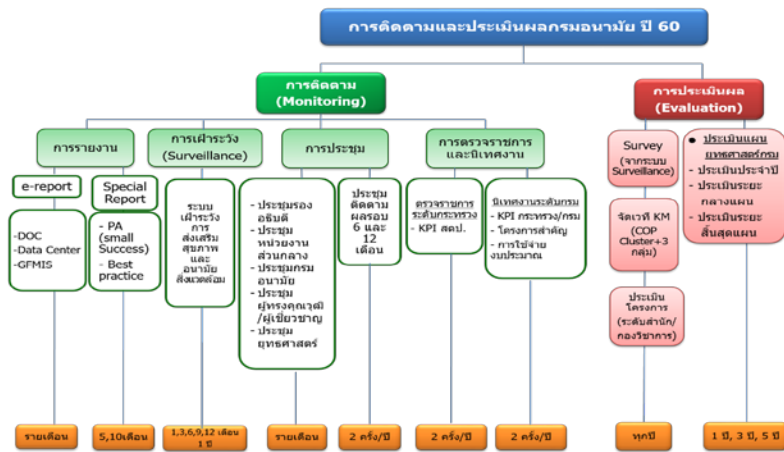 การติดตามและประเมินผลกรมอนามัย ปี 60
การติดตาม
(Monitoring)
การประเมินผล
(Evaluation)
การรายงาน
การเฝ้าระวัง
(Surveillance)
การประชุม
การตรวจราชการ
และนิเทศงาน
e-report
-DOC
-Data Center
-GFMIS
Special
Report
- PA
(small
Success)
- Best
practice
ระบบ
เฝ้าระวัง
การ
ส่งเสริม
สุขภาพ
และ
อนามัย
สิ่งแวดล้อม
- ประชุมรอง
อธิบดี
- ประชุม
หน่วยงาน
ส่วนกลาง
- ประชุมกรม
อนามัย
- ประชุม
ผู้ทรงคุณวุฒิ
/ผู้เชี่ยวชาญ
- ประชุม
ยุทธศาสตร์
ประชุม
ติดตาม
ผลรอบ
6 และ
12
เดือน
ตรวจราชการ
ระดับกระทรวง
- KPI สตป.
นิเทศงานระดับกรม
- KPI กระทรวง/กรม
- โครงการสำคัญ
- การใช้จ่าย
งบประมาณ
Survey
(จากระบบ
Surveillance)
จัดเวที KM
(COP
Cluster+3
กลุ่ม)
ประเมิน
โครงการ
(ระดับสำนัก/
กองวิชาการ)
• ประเมินแผน
ยุทธศาสตร์กรม
- ประเมินประจำปี
- ประเมินระยะ
กลางแผน
- ประเมินระยะ
สิ้นสุดแผน
รายเดือน
5,10เดือน
1,3,6,9,12 เดือน
1 ปี
รายเดือน
2 ครั้ง/ปี
2 ครั้ง/ปี
2 ครั้ง/ปี
ทุกปี
1 ปี, 3 ปี, 5 ปี